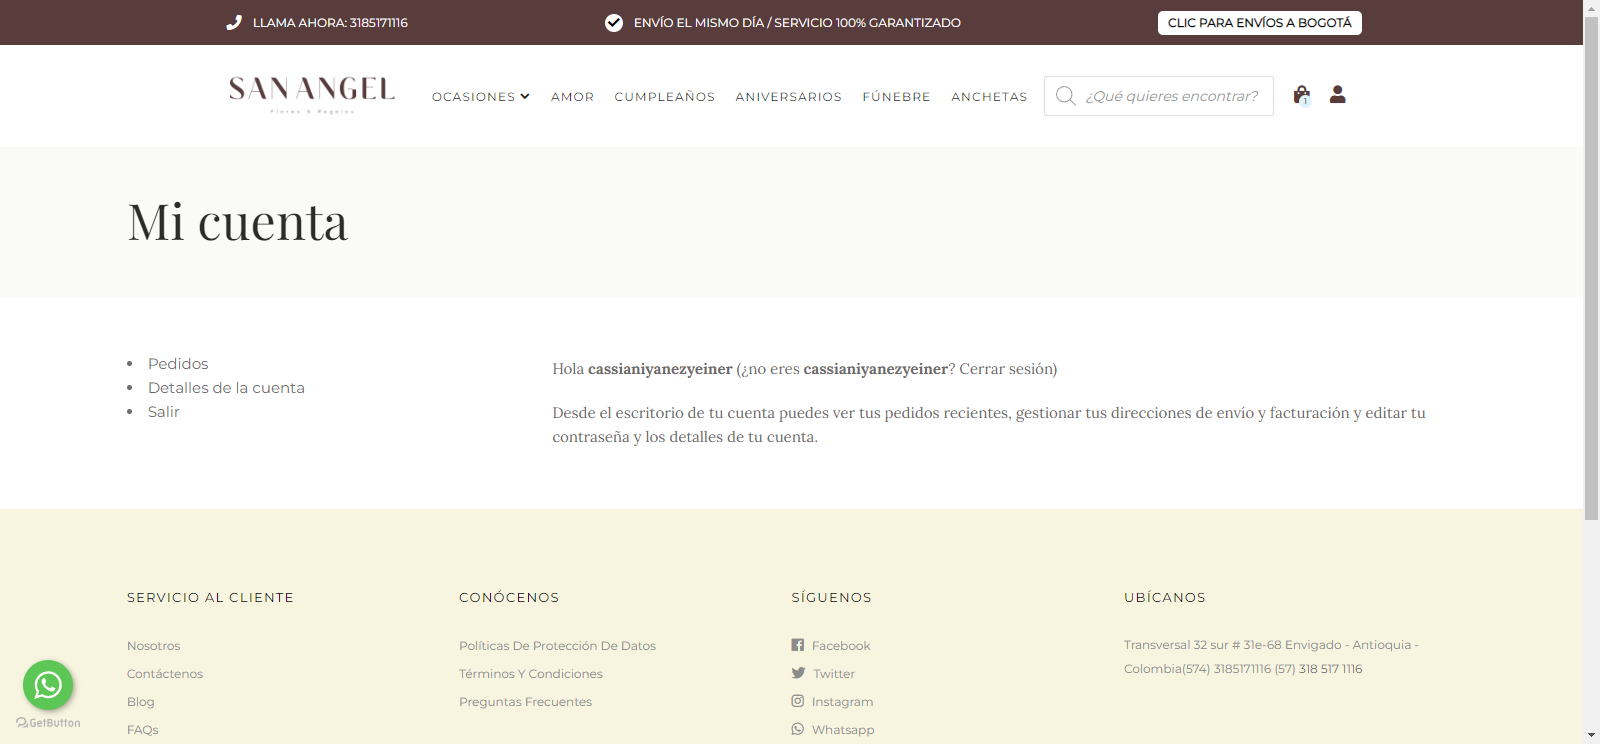 LLAMA AHORA: 3185171116
ENVÍO EL MISMO DÍA / SERVICIO 100% GARANTIZADO
CLIC PARA ENVÍOS A BOGOTÁ
SAN ANGEL
Flores & Regalos
OCASIONES
AMOR
CUMPLEAÑOS
ANIVERSARIOS
FÚNEBRE
ANCHETAS
¿Qué quieres encontrar?
1
Mi cuenta
Pedidos
Detalles de la cuenta
Salir
Hola cassianiyanezyeiner (¿no eres cassianiyanezyeiner? Cerrar sesión)
Desde el escritorio de tu cuenta puedes ver tus pedidos recientes, gestionar tus direcciones de envío y facturación y editar tu
contraseña y los detalles de tu cuenta.
SERVICIO AL CLIENTE
Nosotros
Contáctenos
Blog
FAQs
CONÓCENOS
Políticas De Protección De Datos
Términos Y Condiciones
Preguntas Frecuentes
SÍGUENOS
Facebook
Twitter
Instagram
Whatsapp
UBÍCANOS
Transversal 32 sur # 31e-68 Envigado - Antioquia -
Colombia(574) 3185171116 (57) 318 517 1116
GetButton